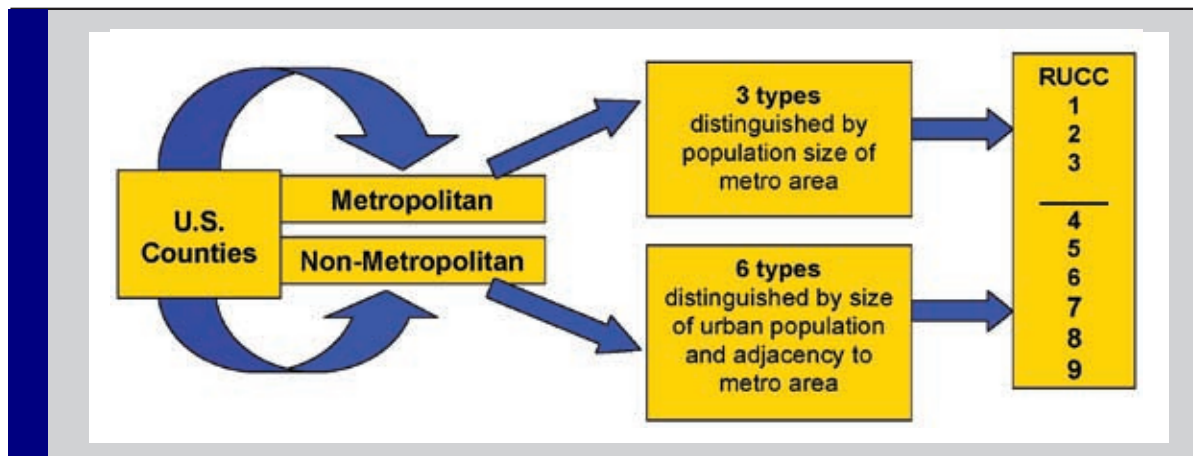 U.S.
Counties
Metropolitan
Non-Metropolitan
3 types
distinguished by
population size of
metro area
6 types
distinguished by size
of urban population
and adjacency to
metro area
RUCC
1
2
3
4
5
6
7
8
9